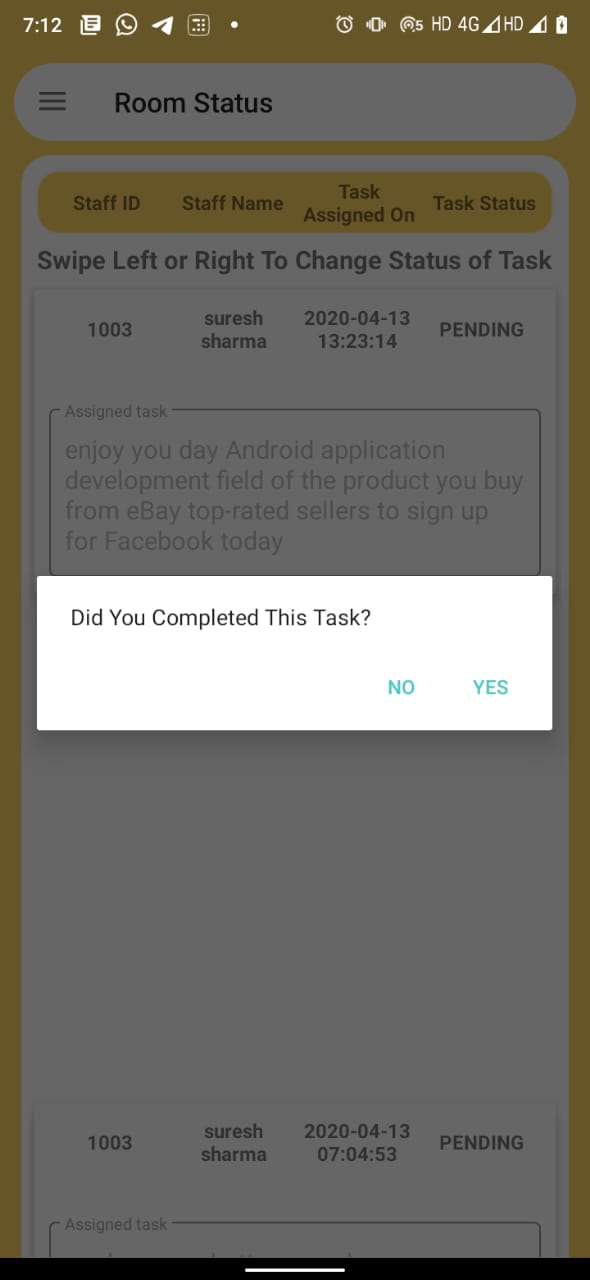 7:12 5 HD 4G HD
Room Status
Staff ID Staff Name Task Assigned On Task Status
Swipe Left or Right To Change Status of Task
1003 suresh sharma 2020-04-13 13:23:14 PENDING
Assigned task
enjoy you day Android application
development field of the product you buy
from eBay top-rated sellers to sign up
for Facebook today
Did You Completed This Task?
NO YES
1003 suresh sharma 2020-04-13 07:04:53 PENDING
Assigned task